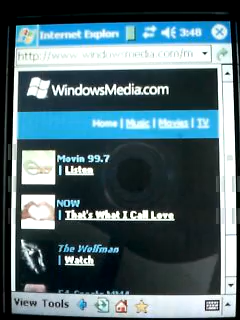 Internet Explor 3:48
http://www.windowsmedia.com/m
WindowsMedia.com
Home | Music | Movies | TV
Movin 99.7
| Listen
NOW
| That's What I Call Love
The Wolfman
| Watch
View Tools